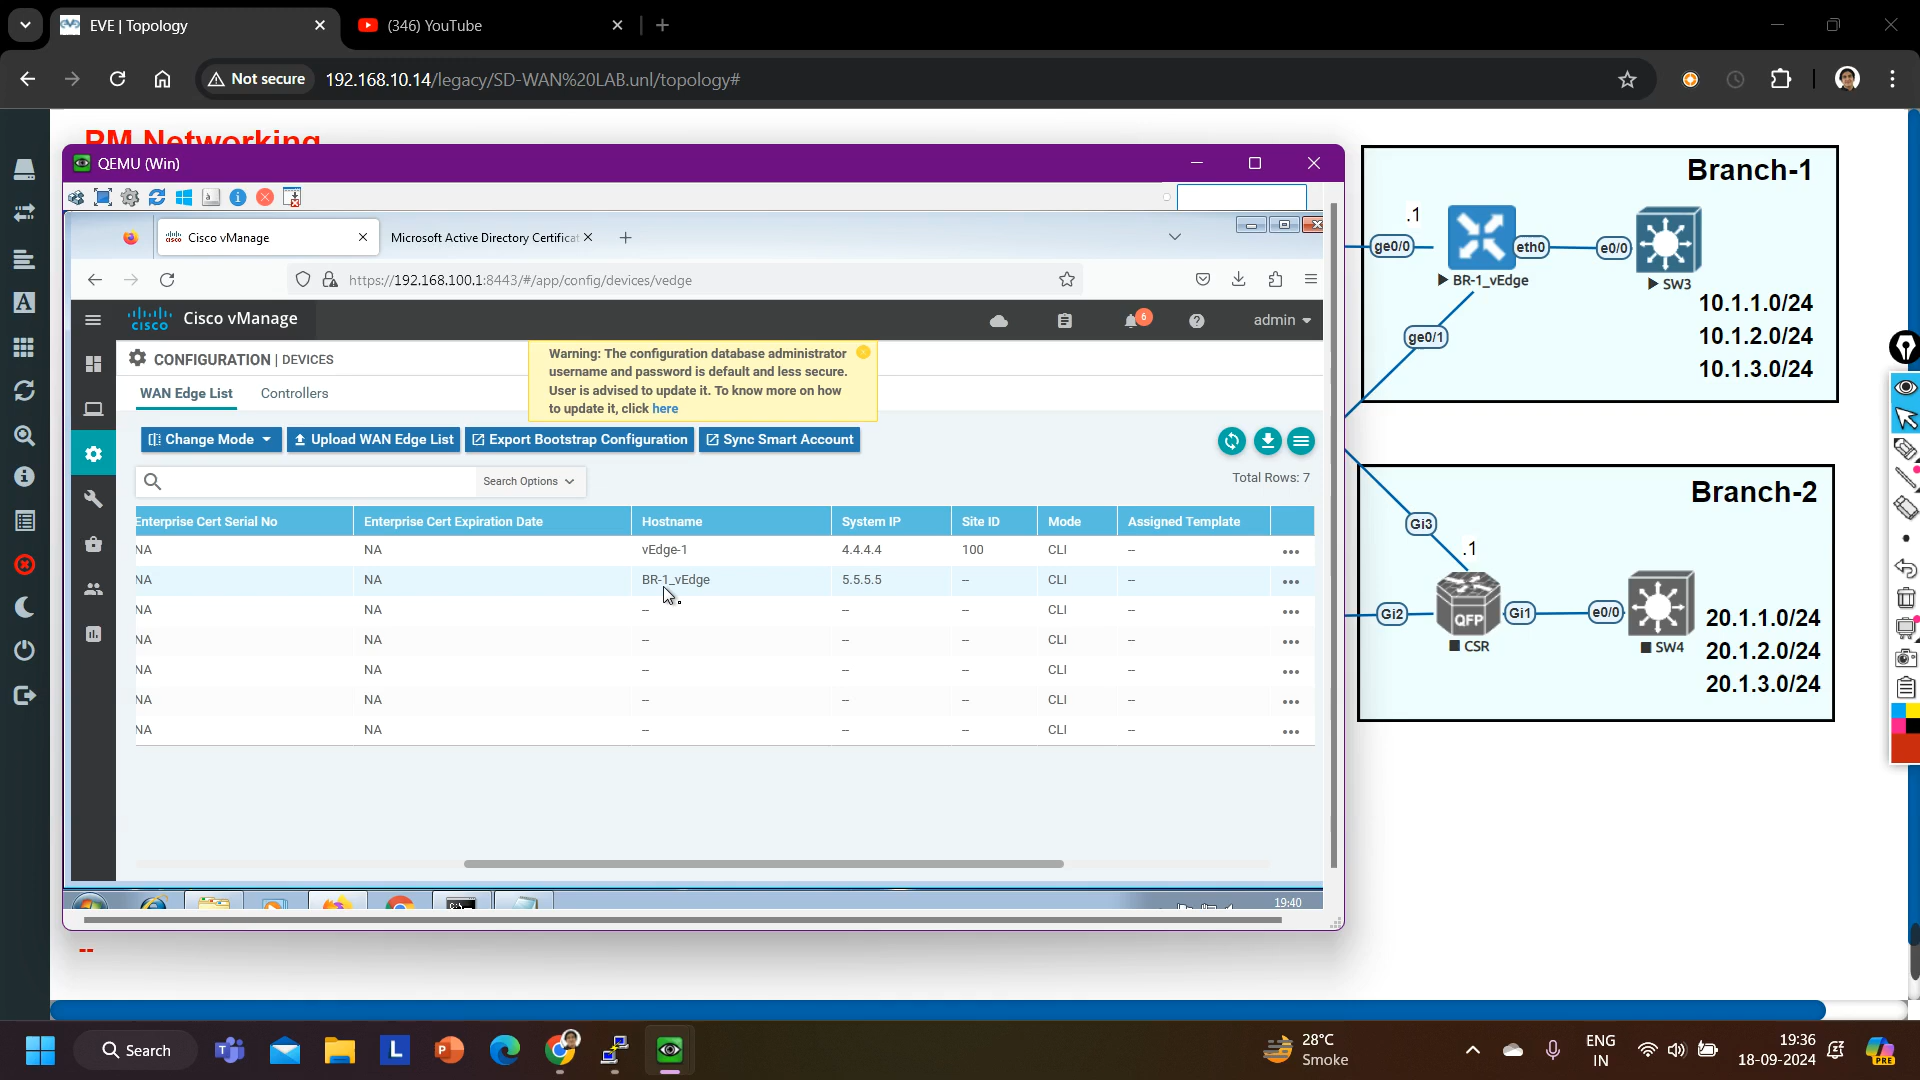 EVE | Topology
(346) YouTube
Not secure
192.168.10.14/legacy/SD-WAN%20LAB.unl/topology#
QEMU (Win)
Cisco vManage
Microsoft Active Directory Certificat
https://192.168.100.1:8443/#/app/config/devices/vedge
CISCO
Cisco vManage
6
admin
CONFIGURATION | DEVICES
Warning: The configuration database administrator
username and password is default and less secure.
User is advised to update it. To know more on how
to update it, click here
WAN Edge List
Controllers
Change Mode
Upload WAN Edge List
Export Bootstrap Configuration
Sync Smart Account
Search Options
Total Rows: 7
Enterprise Cert Serial No Enterprise Cert Expiration Date Hostname System IP Site ID Mode Assigned Template
NA NA vEdge-1 4.4.4.4 100 CLI --
NA NA BR-1_vEdge 5.5.5.5 -- CLI --
NA NA -- -- -- CLI --
NA NA -- -- -- CLI --
NA NA -- -- -- CLI --
NA NA -- -- -- CLI --
NA NA -- -- -- CLI --
19:40
--
Branch-1
.1
ge0/0
eth0
e0/0
BR-1_vEdge
SW3
ge0/1
10.1.1.0/24
10.1.2.0/24
10.1.3.0/24
Branch-2
Gi3
.1
Gi2
QFP
Gi1
e0/0
CSR
SW4
20.1.1.0/24
20.1.2.0/24
20.1.3.0/24
Search
28°C
Smoke
ENG
IN
19:36
18-09-2024
PRE